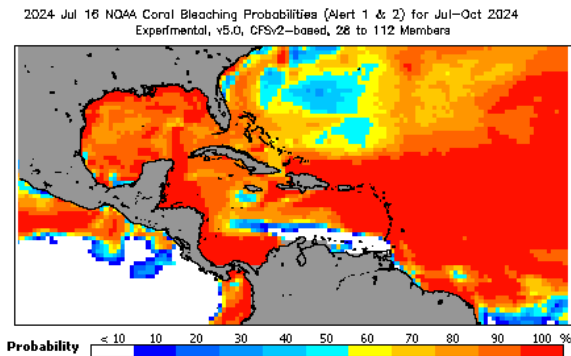 2024 Jul 16 NOAA Coral Bleaching Probabilities (Alert 1 & 2) for Jul-Oct 2024
Experimental, v5.0, CFSv2-based, 28 to 112 Members
Probability < 10 10 20 30 40 50 60 70 80 90 100 %